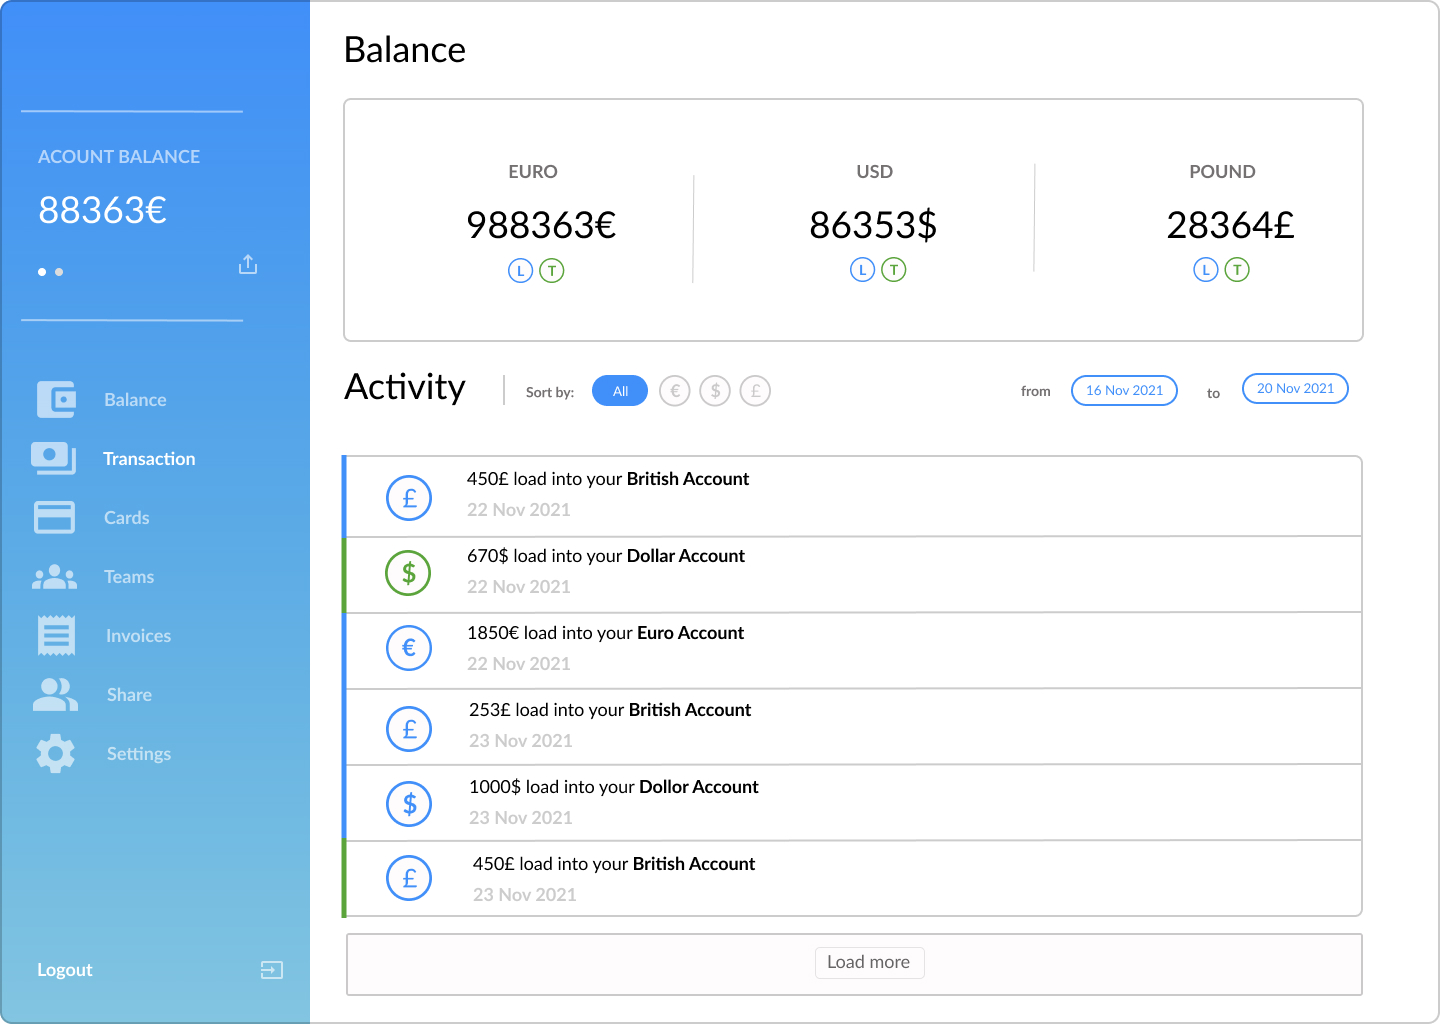 ACOUNT BALANCE
88363€
Balance
Transaction
Cards
Teams
Invoices
Share
Settings
Logout
Balance
EURO
988363€
L T
USD
86353$
L T
POUND
28364£
L T
Activity
Sort by: All € $ £
from 16 Nov 2021 to 20 Nov 2021
£
450£ load into your British Account
22 Nov 2021
$
670$ load into your Dollar Account
22 Nov 2021
€
1850€ load into your Euro Account
22 Nov 2021
£
253£ load into your British Account
23 Nov 2021
$
1000$ load into your Dollor Account
23 Nov 2021
£
450£ load into your British Account
23 Nov 2021
Load more